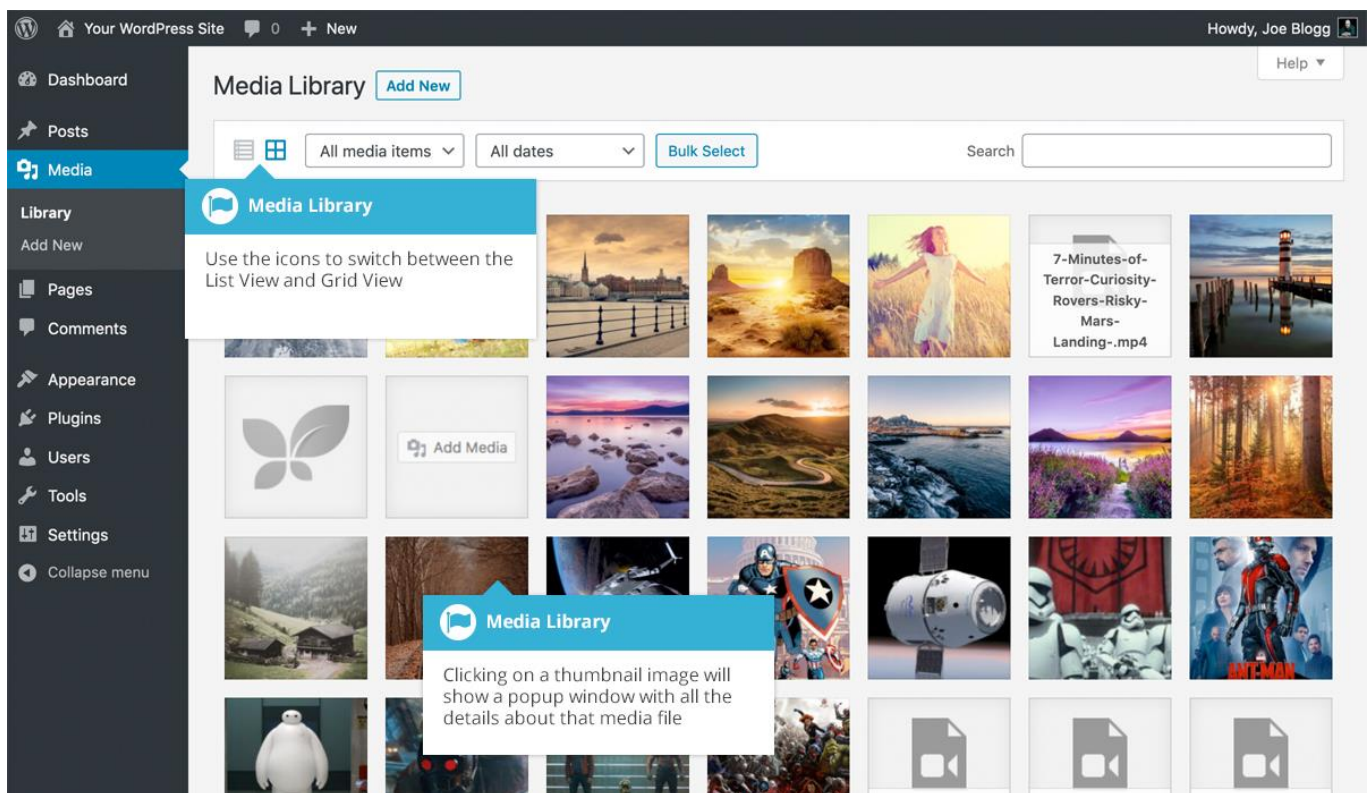 Your WordPress Site 0 + New
Howdy, Joe Blogg
Help ▼
Dashboard
Posts
Media
Library
Add New
Pages
Comments
Appearance
Plugins
Users
Tools
Settings
Collapse menu
Media Library Add New
All media items All dates Bulk Select Search
Media Library
Use the icons to switch between the
List View and Grid View
7-Minutes-of-
Terror-Curiosity-
Rovers-Risky-
Mars-
Landing-.mp4
Add Media
ANT-MAN
Media Library
Clicking on a thumbnail image will
show a popup window with all the
details about that media file